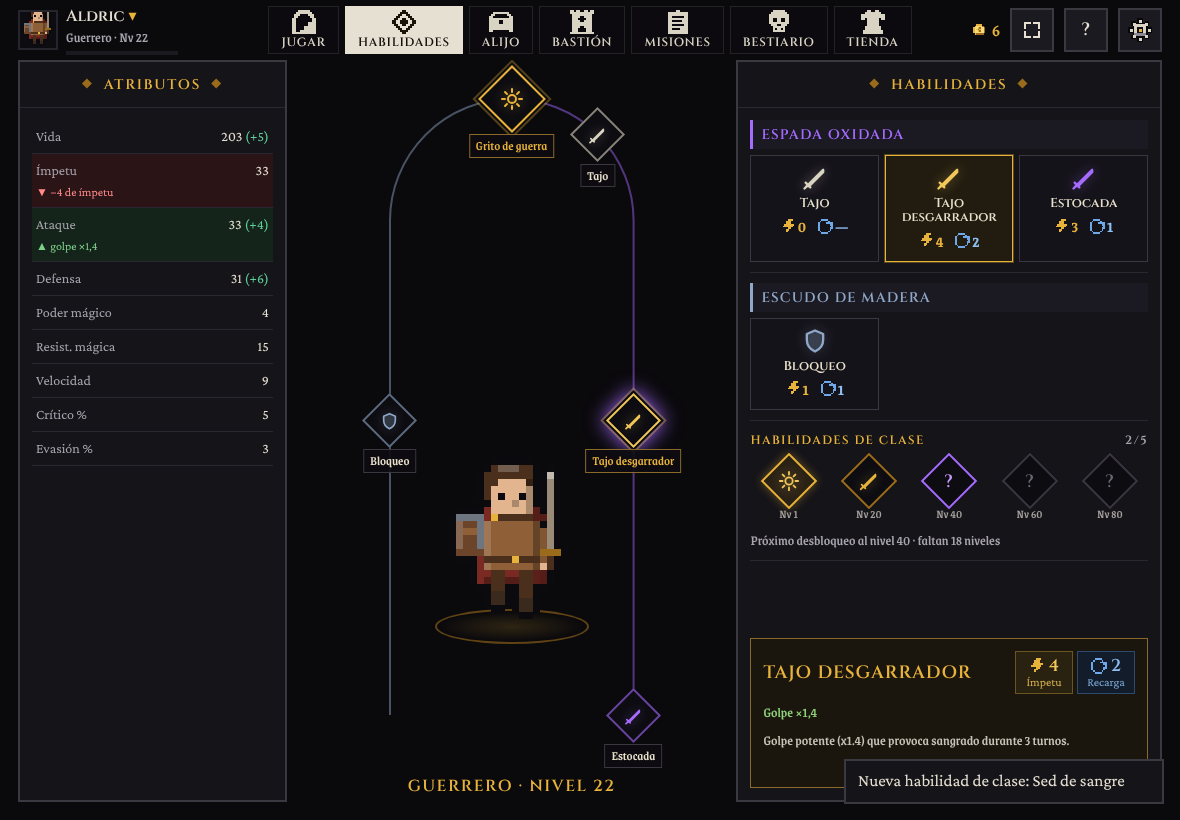 ALDRIC ▼
Guerrero · Nv 22
JUGAR
HABILIDADES
ALIJO
BASTIÓN
MISIONES
BESTIARIO
TIENDA
6
?
◆ ATRIBUTOS ◆
Vida 203 (+5)
Ímpetu 33
▼ −4 de ímpetu
Ataque 33 (+4)
▲ golpe ×1,4
Defensa 31 (+6)
Poder mágico 4
Resist. mágica 15
Velocidad 9
Crítico % 5
Evasión % 3
Grito de guerra
Tajo
Bloqueo
Tajo desgarrador
Estocada
GUERRERO · NIVEL 22
◆ HABILIDADES ◆
ESPADA OXIDADA
TAJO
0 —
TAJO
DESGARRADOR
4 2
ESTOCADA
3 1
ESCUDO DE MADERA
BLOQUEO
1 1
HABILIDADES DE CLASE 2/5
? ? ?
Nv 1 Nv 20 Nv 40 Nv 60 Nv 80
Próximo desbloqueo al nivel 40 · faltan 18 niveles
TAJO DESGARRADOR
4
Ímpetu
2
Recarga
Golpe ×1,4
Golpe potente (x1.4) que provoca sangrado durante 3 turnos.
Nueva habilidad de clase: Sed de sangre